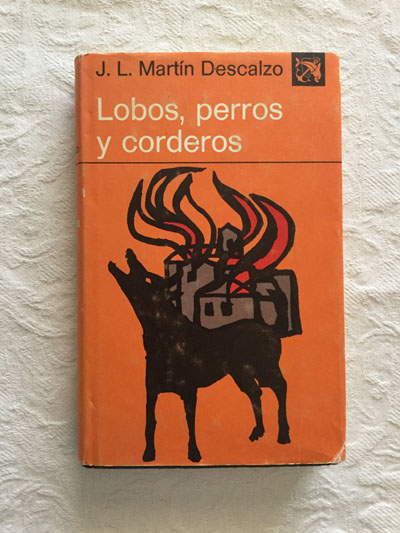 J. L. Martín Descalzo
Lobos, perros
y corderos